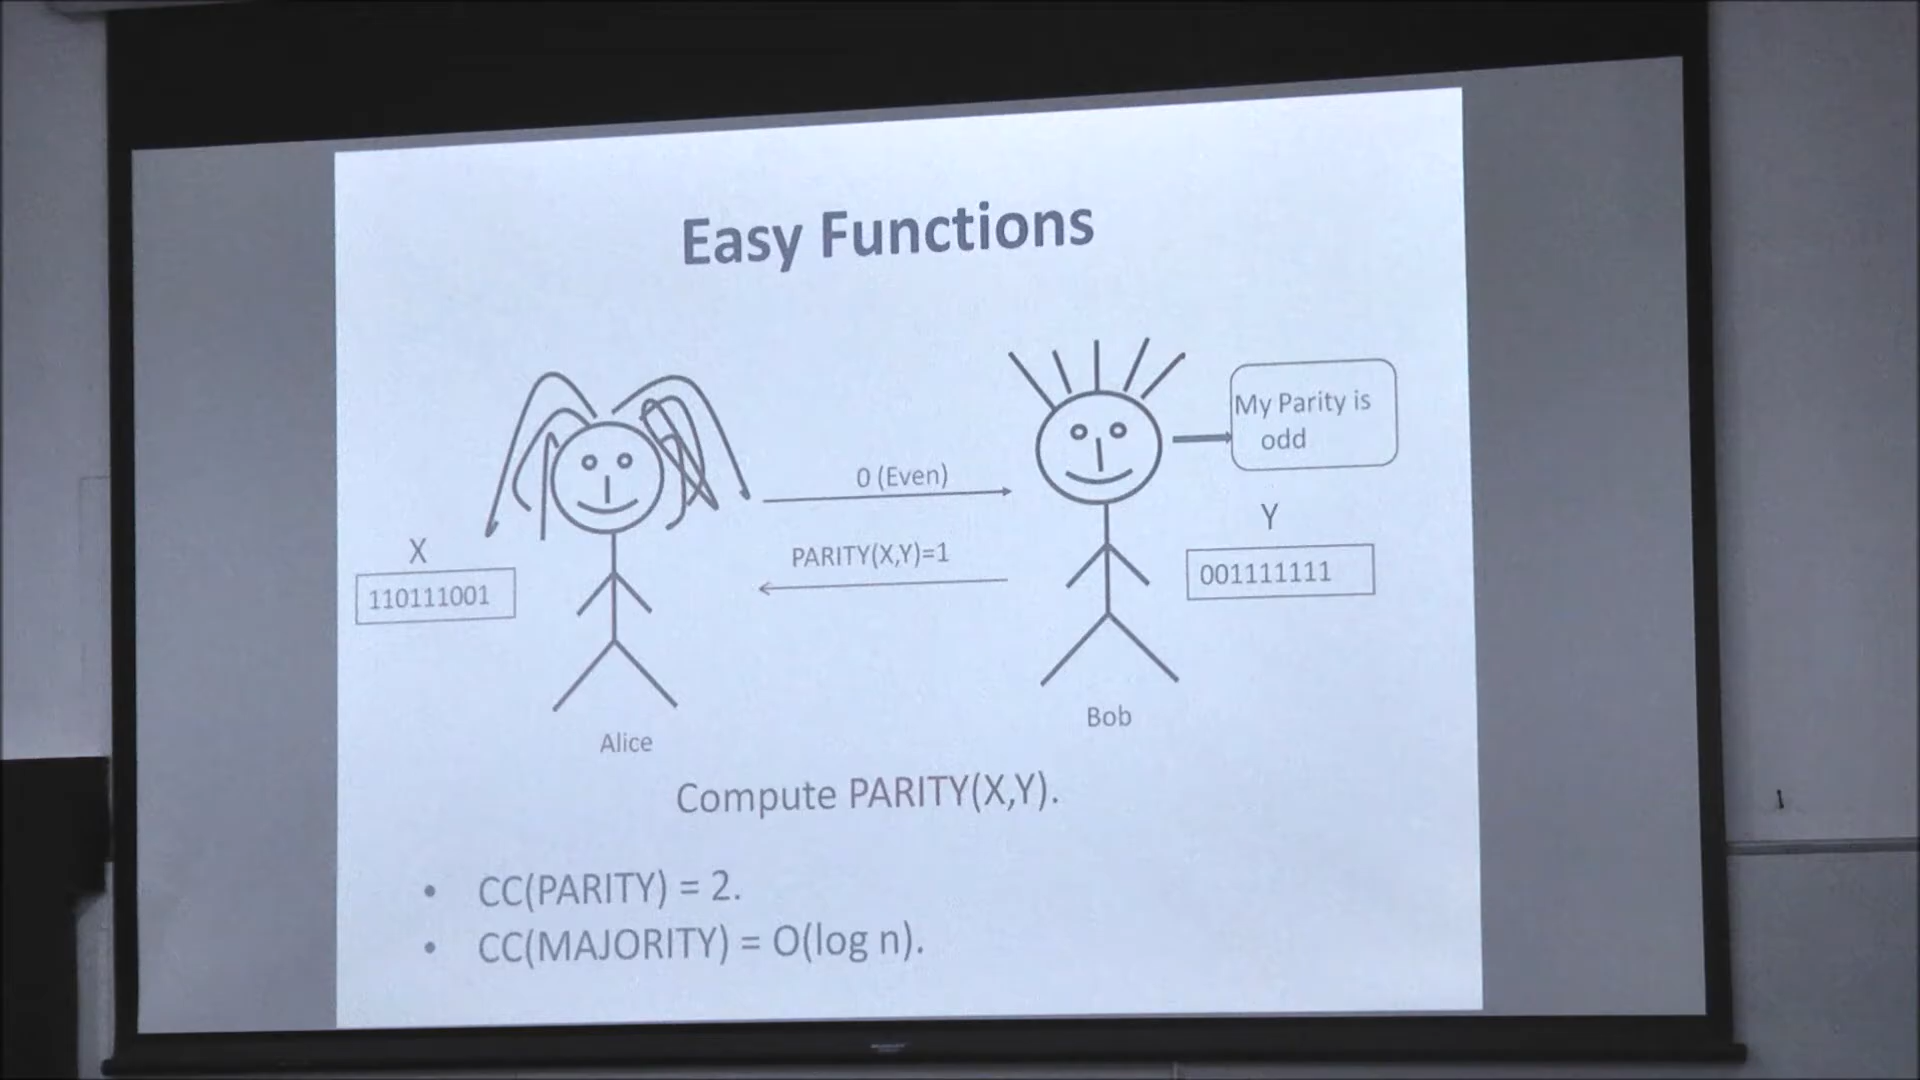 Easy Functions
My Parity is
odd
0 (Even)
Y
X
PARITY(X,Y)=1
001111111
110111001
Bob
Alice
Compute PARITY(X,Y).
• CC(PARITY) = 2.
• CC(MAJORITY) = O(log n).